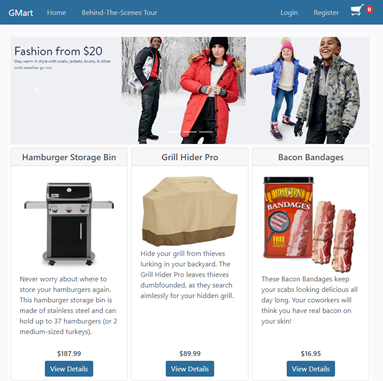 GMart Home Behind-The-Scenes Tour Login Register 0
Fashion from $20
Stay warm in style with coats, jackets, boots, & other
cold-weather go-tos
Hamburger Storage Bin
Never worry about where to
store your hamburgers again.
This hamburger storage bin is
made of stainless steel and can
hold up to 37 hamburgers (or 2
medium-sized turkeys).
$187.99
View Details
Grill Hider Pro
Hide your grill from thieves
lurking in your backyard. The
Grill Hider Pro leaves thieves
dumbfounded, as they search
aimlessly for your hidden grill.
$89.99
View Details
Bacon Bandages
BANDAGES
FREE
These Bacon Bandages keep
your scabs looking delicious all
day long. Your coworkers will
think you have real bacon on
your skin!
$16.95
View Details